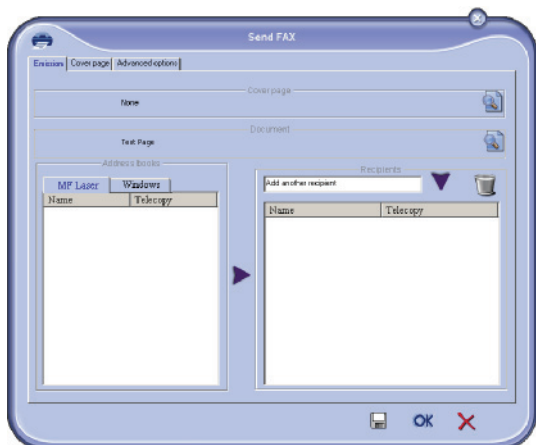 Send FAX
Emission Cover page Advanced options
Cover page
None
Document
Test Page
Address books
Recipients
MF Laser Windows
Add another recipient
Name Telecopy
Name Telecopy
OK